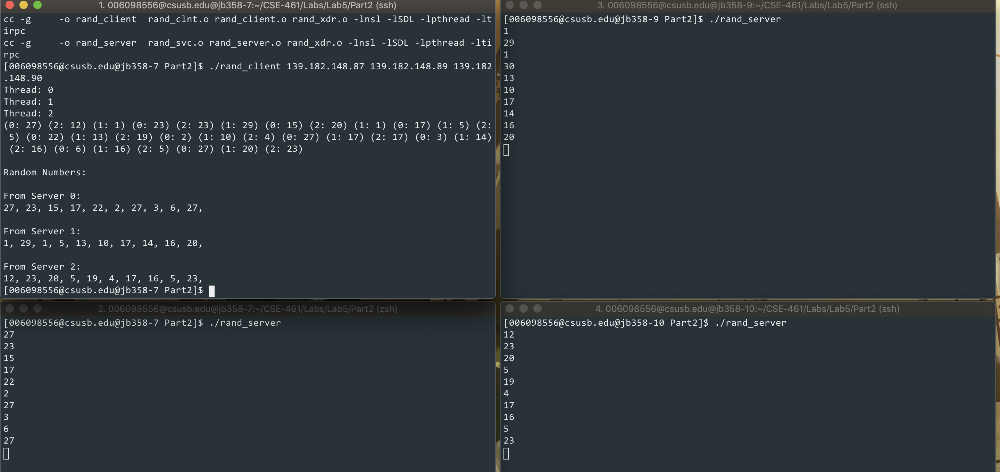 1. 006098556@csusb.edu@jb358-7:~/CSE-461/Labs/Lab5/Part2 (ssh)
cc -g     -o rand_client  rand_clnt.o rand_client.o rand_xdr.o -lnsl -lSDL -lpthread -lt
irpc
cc -g     -o rand_server  rand_svc.o rand_server.o rand_xdr.o -lnsl -lSDL -lpthread -lti
rpc
[006098556@csusb.edu@jb358-7 Part2]$ ./rand_client 139.182.148.87 139.182.148.89 139.182
.148.90
Thread: 0
Thread: 1
Thread: 2
(0: 27) (2: 12) (1: 1) (0: 23) (2: 23) (1: 29) (0: 15) (2: 20) (1: 1) (0: 17) (1: 5) (2:
 5) (0: 22) (1: 13) (2: 19) (0: 2) (1: 10) (2: 4) (0: 27) (1: 17) (2: 17) (0: 3) (1: 14)
 (2: 16) (0: 6) (1: 16) (2: 5) (0: 27) (1: 20) (2: 23)
Random Numbers:
From Server 0:
27, 23, 15, 17, 22, 2, 27, 3, 6, 27,
From Server 1:
1, 29, 1, 5, 13, 10, 17, 14, 16, 20,
From Server 2:
12, 23, 20, 5, 19, 4, 17, 16, 5, 23,
[006098556@csusb.edu@jb358-7 Part2]$
3. 006098556@csusb.edu@jb358-9:~/CSE-461/Labs/Lab5/Part2 (ssh)
[006098556@csusb.edu@jb358-9 Part2]$ ./rand_server
1
29
1
30
13
10
17
14
16
20
2. 006098556@csusb.edu@jb358-7:~/CSE-461/Labs/Lab5/Part2 (zsh)
[006098556@csusb.edu@jb358-7 Part2]$ ./rand_server
27
23
15
17
22
2
27
3
6
27
4. 006098556@csusb.edu@jb358-10:~/CSE-461/Labs/Lab5/Part2 (ssh)
[006098556@csusb.edu@jb358-10 Part2]$ ./rand_server
12
23
20
5
19
4
17
16
5
23